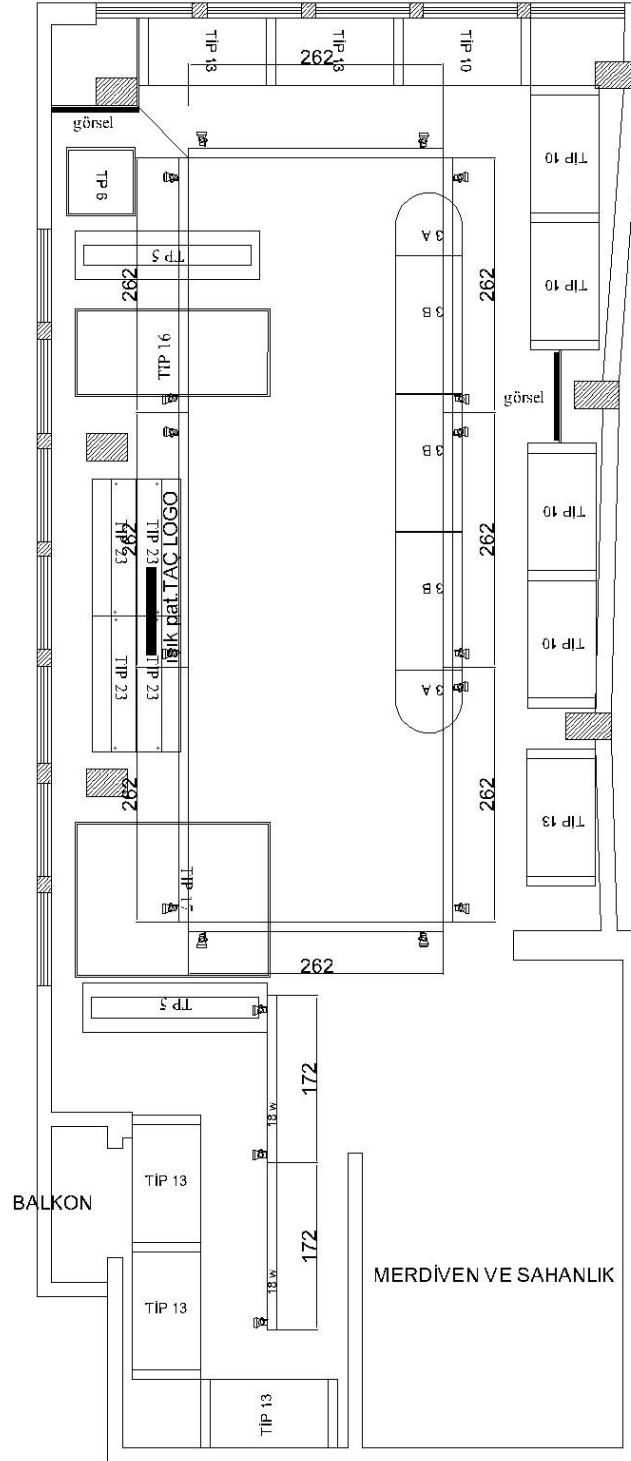 TİP 13
TİP 13
TİP 10
262
görsel
TP 6
TİP 10
3 A
TP 5
262
262
TİP 10
3 B
TİP 16
görsel
3 B
TİP 10
TİP 23
TİP 23
262
ışık pat.TAÇ LOGO
3 B
TİP 10
TİP 23
TİP 23
3 A
262
262
TİP 13
262
TP 5
172
18 w
TİP 13
BALKON
172
MERDİVEN VE SAHANLIK
18 w
TİP 13
TİP 13